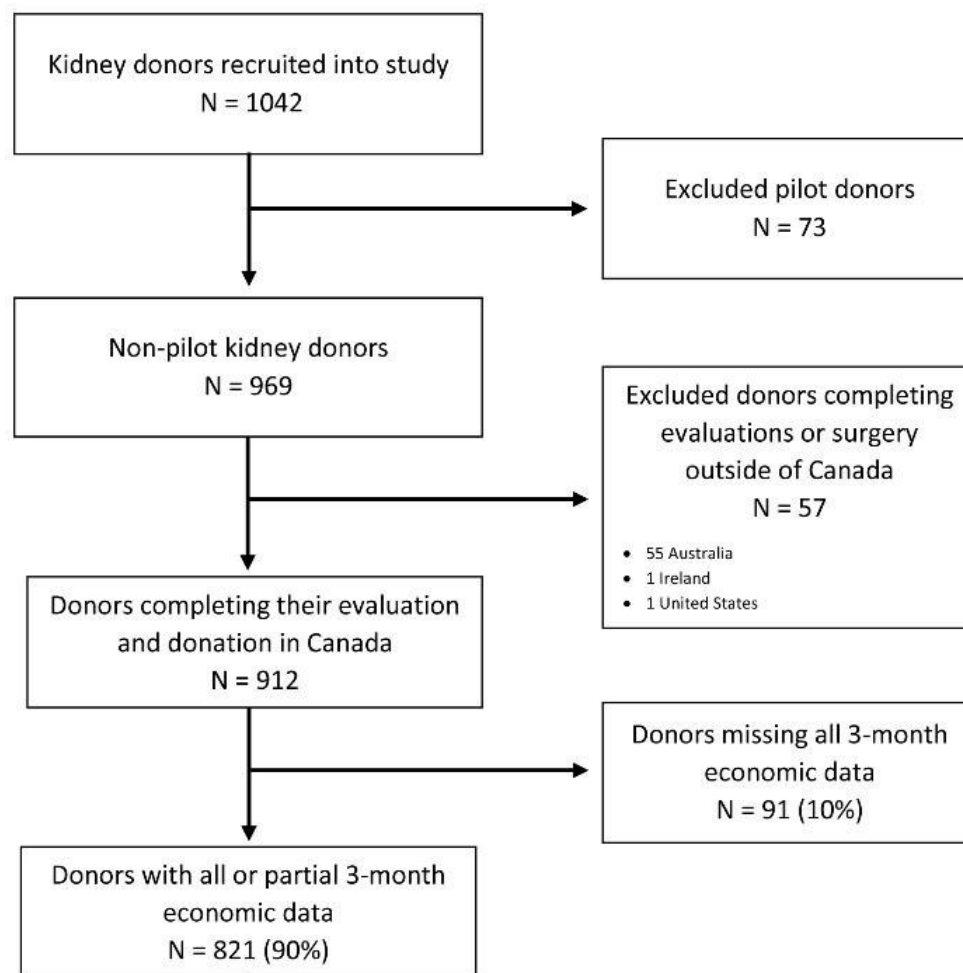 Kidney donors recruited into study
N = 1042
Excluded pilot donors
N = 73
Non-pilot kidney donors
N = 969
Excluded donors completing
evaluations or surgery
outside of Canada
N = 57
• 55 Australia
• 1 Ireland
• 1 United States
Donors completing their evaluation
and donation in Canada
N = 912
Donors missing all 3-month
economic data
N = 91 (10%)
Donors with all or partial 3-month
economic data
N = 821 (90%)